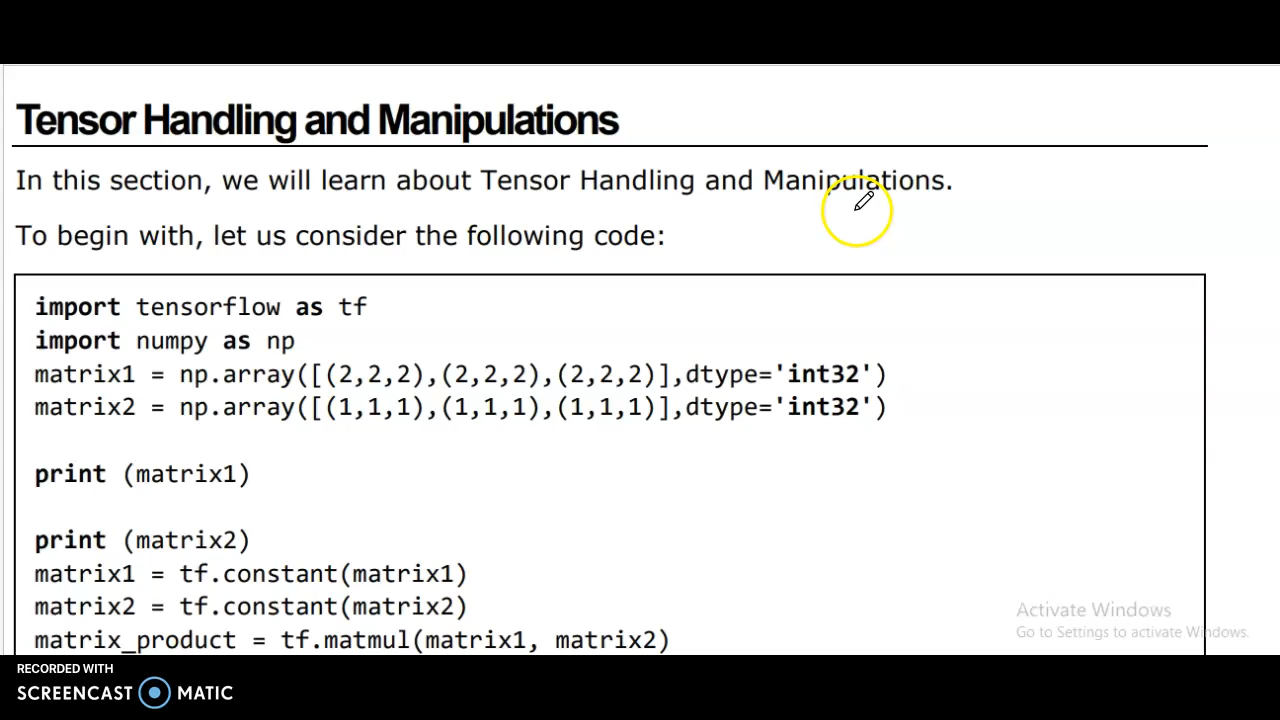 Tensor Handling and Manipulations
In this section, we will learn about Tensor Handling and Manipulations.
To begin with, let us consider the following code:
import tensorflow as tf
import numpy as np
matrix1 = np.array([(2,2,2),(2,2,2),(2,2,2)],dtype='int32')
matrix2 = np.array([(1,1,1),(1,1,1),(1,1,1)],dtype='int32')
print (matrix1)
print (matrix2)
matrix1 = tf.constant(matrix1)
matrix2 = tf.constant(matrix2)
matrix_product = tf.matmul(matrix1, matrix2)
Activate Windows
Go to Settings to activate Windows.
RECORDED WITH
SCREENCAST MATIC